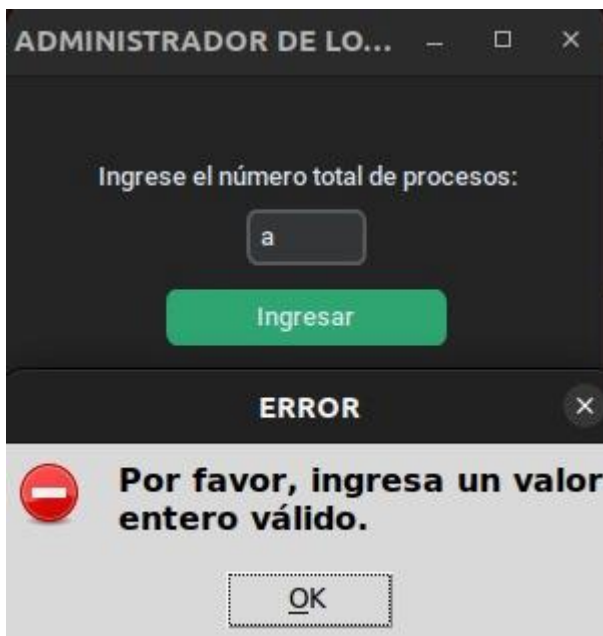 ADMINISTRADOR DE LO...
Ingrese el número total de procesos:
a
Ingresar
ERROR
Por favor, ingresa un valor
entero válido.
OK